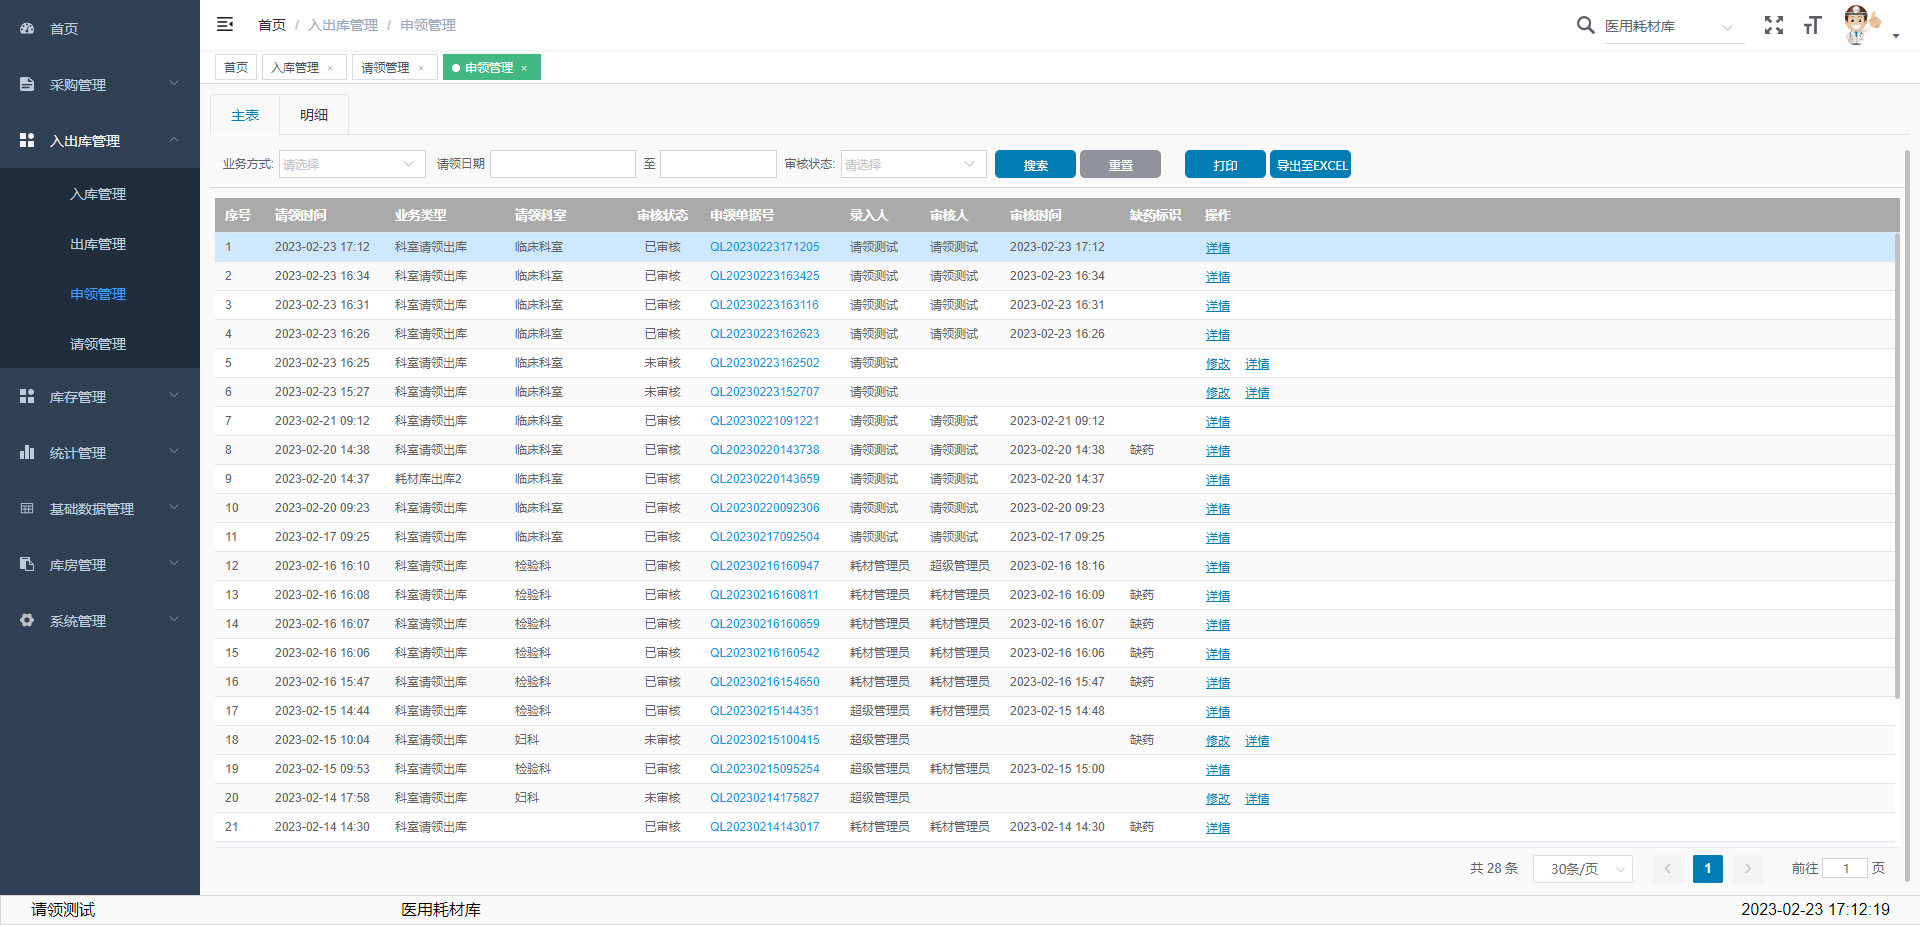 首页 / 入出库管理 / 申领管理
医用耗材库
首页
采购管理
入出库管理
入库管理
出库管理
申领管理
请领管理
库存管理
统计管理
基础数据管理
库房管理
系统管理
首页 入库管理 × 请领管理 × 申领管理 ×
主表 明细
业务方式: 请选择 请领日期 至 审核状态: 请选择 搜索 重置 打印 导出至EXCEL
序号 请领时间 业务类型 请领科室 审核状态 申领单据号 录入人 审核人 审核时间 缺药标识 操作
1 2023-02-23 17:12 科室请领出库 临床科室 已审核 QL20230223171205 请领测试 请领测试 2023-02-23 17:12 详情
2 2023-02-23 16:34 科室请领出库 临床科室 已审核 QL20230223163425 请领测试 请领测试 2023-02-23 16:34 详情
3 2023-02-23 16:31 科室请领出库 临床科室 已审核 QL20230223163116 请领测试 请领测试 2023-02-23 16:31 详情
4 2023-02-23 16:26 科室请领出库 临床科室 已审核 QL20230223162623 请领测试 请领测试 2023-02-23 16:26 详情
5 2023-02-23 16:25 科室请领出库 临床科室 未审核 QL20230223162502 请领测试 修改 详情
6 2023-02-23 15:27 科室请领出库 临床科室 未审核 QL20230223152707 请领测试 修改 详情
7 2023-02-21 09:12 科室请领出库 临床科室 已审核 QL20230221091221 请领测试 请领测试 2023-02-21 09:12 详情
8 2023-02-20 14:38 科室请领出库 临床科室 已审核 QL20230220143738 请领测试 请领测试 2023-02-20 14:38 缺药 详情
9 2023-02-20 14:37 耗材库出库2 临床科室 已审核 QL20230220143659 请领测试 请领测试 2023-02-20 14:37 详情
10 2023-02-20 09:23 科室请领出库 临床科室 已审核 QL20230220092306 请领测试 请领测试 2023-02-20 09:23 详情
11 2023-02-17 09:25 科室请领出库 临床科室 已审核 QL20230217092504 请领测试 请领测试 2023-02-17 09:25 详情
12 2023-02-16 16:10 科室请领出库 检验科 已审核 QL20230216160947 耗材管理员 超级管理员 2023-02-16 18:16 详情
13 2023-02-16 16:08 科室请领出库 检验科 已审核 QL20230216160811 耗材管理员 耗材管理员 2023-02-16 16:09 缺药 详情
14 2023-02-16 16:07 科室请领出库 检验科 已审核 QL20230216160659 耗材管理员 耗材管理员 2023-02-16 16:07 缺药 详情
15 2023-02-16 16:06 科室请领出库 检验科 已审核 QL20230216160542 耗材管理员 耗材管理员 2023-02-16 16:06 缺药 详情
16 2023-02-16 15:47 科室请领出库 检验科 已审核 QL20230216154650 耗材管理员 耗材管理员 2023-02-16 15:47 缺药 详情
17 2023-02-15 14:44 科室请领出库 检验科 已审核 QL20230215144351 超级管理员 耗材管理员 2023-02-15 14:48 详情
18 2023-02-15 10:04 科室请领出库 妇科 未审核 QL20230215100415 超级管理员 缺药 修改 详情
19 2023-02-15 09:53 科室请领出库 检验科 已审核 QL20230215095254 超级管理员 耗材管理员 2023-02-15 15:00 详情
20 2023-02-14 17:58 科室请领出库 妇科 未审核 QL20230214175827 超级管理员 修改 详情
21 2023-02-14 14:30 科室请领出库 已审核 QL20230214143017 耗材管理员 耗材管理员 2023-02-14 14:30 缺药 详情
共 28 条 30条/页 1 前往 1 页
请领测试 医用耗材库 2023-02-23 17:12:19